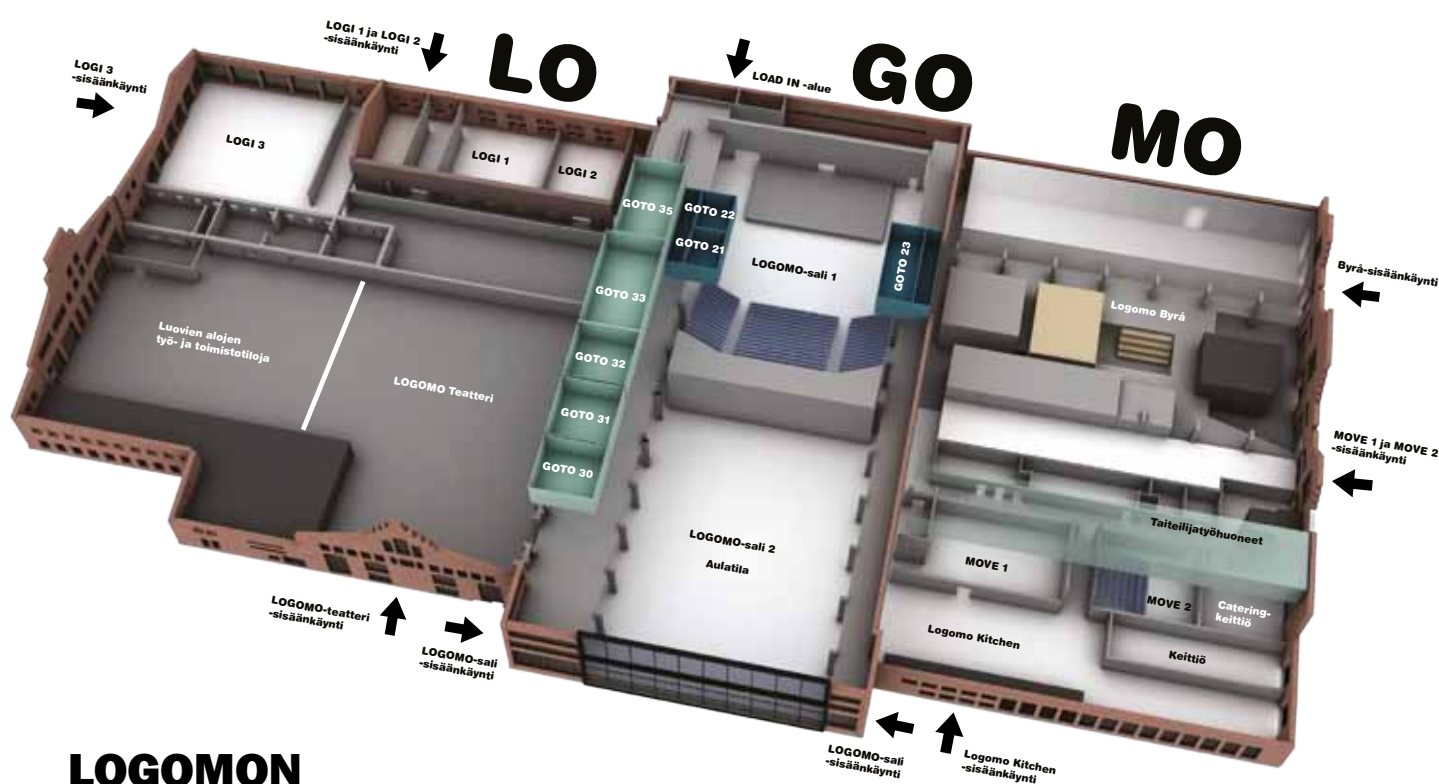 LOGI 1 ja LOGI 2
-sisäänkäynti
LO
GO
MO
LOGI 3
-sisäänkäynti
LOAD IN -alue
LOGI 3
LOGI 1
LOGI 2
GOTO 35
GOTO 22
GOTO 21
GOTO 23
LOGOMO-sali 1
Byrå-sisäänkäynti
GOTO 33
Logomo Byrå
Luovien alojen
työ- ja toimistotiloja
LOGOMO Teatteri
GOTO 32
GOTO 31
GOTO 30
MOVE 1 ja MOVE 2
-sisäänkäynti
LOGOMO-sali 2
Aulatila
Taiteilijatyöhuoneet
MOVE 1
MOVE 2
Catering-
keittiö
Logomo Kitchen
Keittiö
LOGOMO-teatteri
-sisäänkäynti
LOGOMO-sali
-sisäänkäynti
LOGOMO-sali
-sisäänkäynti
Logomo Kitchen
-sisäänkäynti
LOGOMON